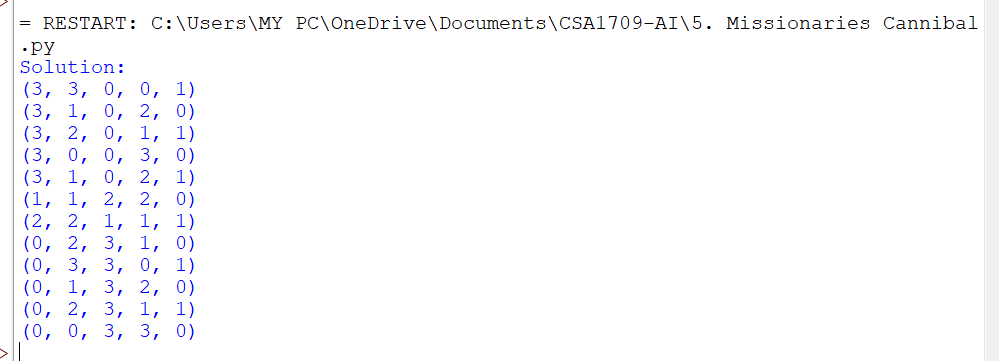 >
= RESTART: C:\Users\MY PC\OneDrive\Documents\CSA1709-AI\5. Missionaries Cannibal
.py
Solution:
(3, 3, 0, 0, 1)
(3, 1, 0, 2, 0)
(3, 2, 0, 1, 1)
(3, 0, 0, 3, 0)
(3, 1, 0, 2, 1)
(1, 1, 2, 2, 0)
(2, 2, 1, 1, 1)
(0, 2, 3, 1, 0)
(0, 3, 3, 0, 1)
(0, 1, 3, 2, 0)
(0, 2, 3, 1, 1)
(0, 0, 3, 3, 0)
>